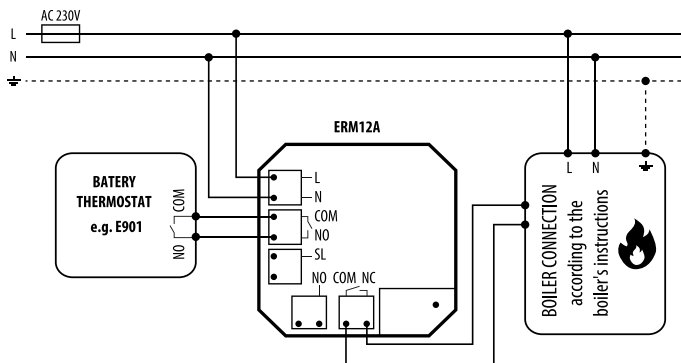 AC 230V
L
N
ERM12A
BATERY
THERMOSTAT
e.g. E901
COM
NO
L
N
COM
NO
SL
NO COM NC
L N
BOILER CONNECTION
according to the
boiler's instructions